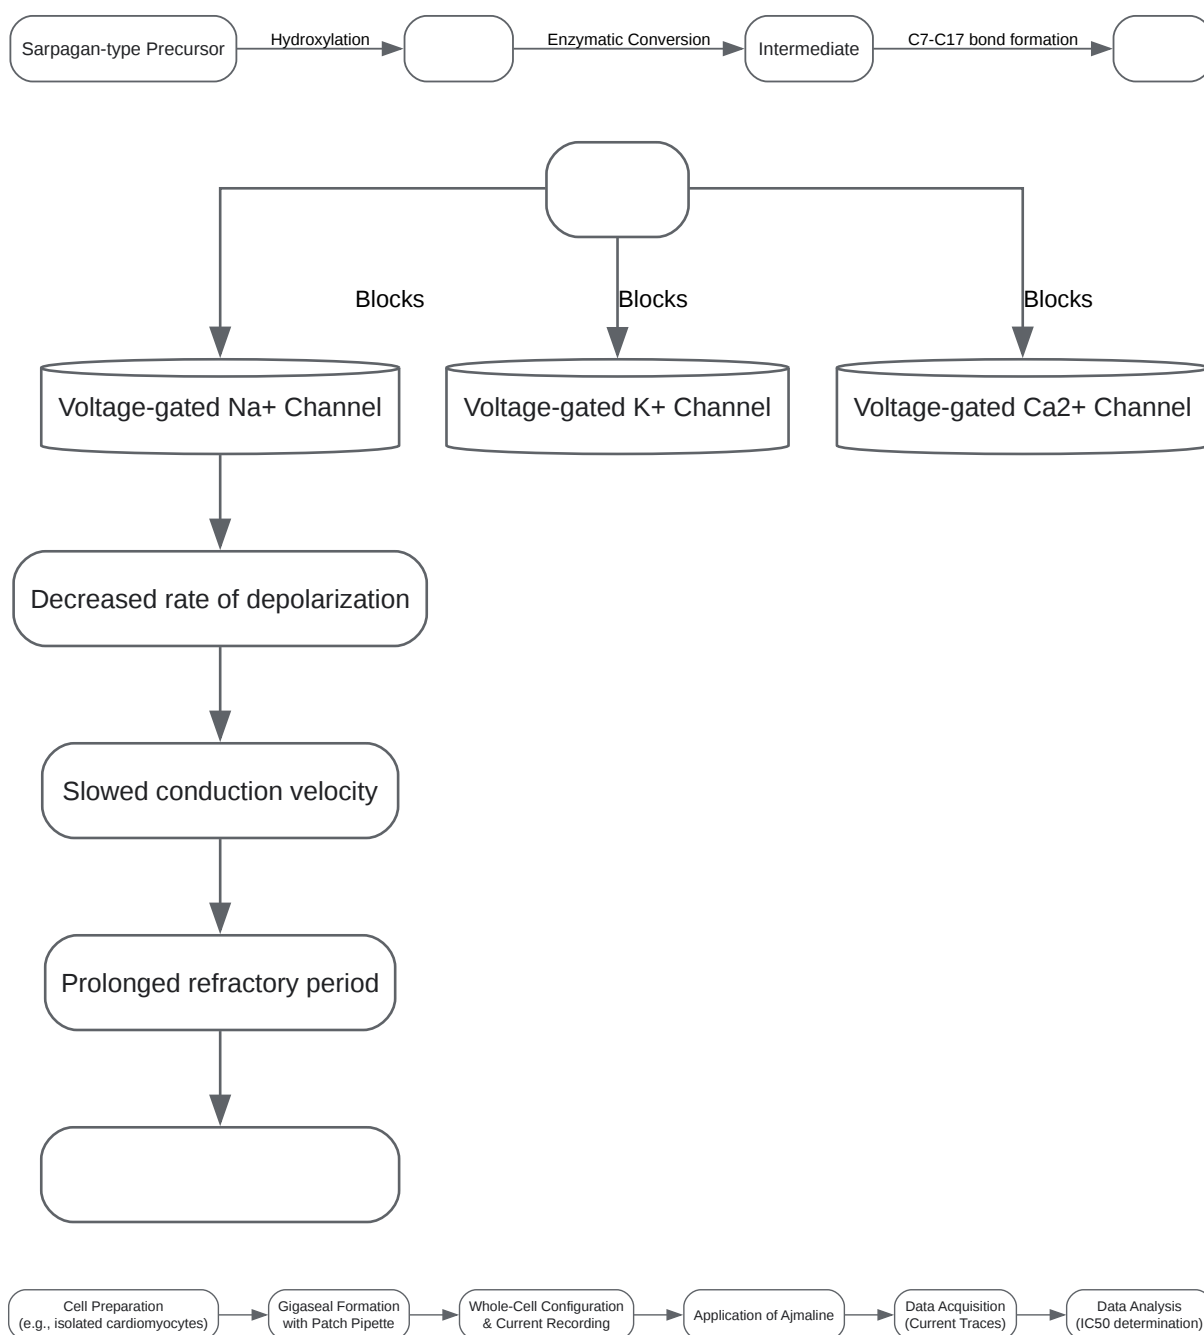 Sarpagan-type Precursor
Hydroxylation
Enzymatic Conversion
Intermediate
C7-C17 bond formation
Blocks
Blocks
Blocks
Voltage-gated Na+ Channel
Voltage-gated K+ Channel
Voltage-gated Ca2+ Channel
Decreased rate of depolarization
Slowed conduction velocity
Prolonged refractory period
Cell Preparation
(e.g., isolated cardiomyocytes)
Gigaseal Formation
with Patch Pipette
Whole-Cell Configuration
& Current Recording
Application of Ajmaline
Data Acquisition
(Current Traces)
Data Analysis
(IC50 determination)